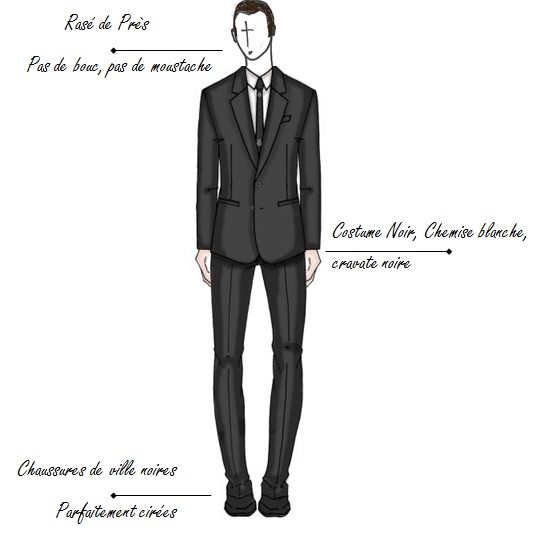 Rasé de Près
Pas de bouc, pas de moustache
Costume Noir, Chemise blanche,
cravate noire
Chaussures de ville noires
Parfaitement cirées